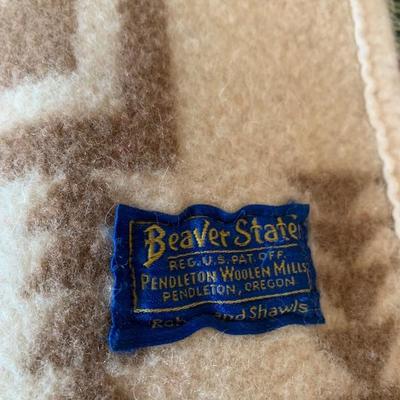 Beaver State
REG. U.S. PAT. OFF.
PENDLETON WOOLEN MILLS
PENDLETON, OREGON
and Shawls